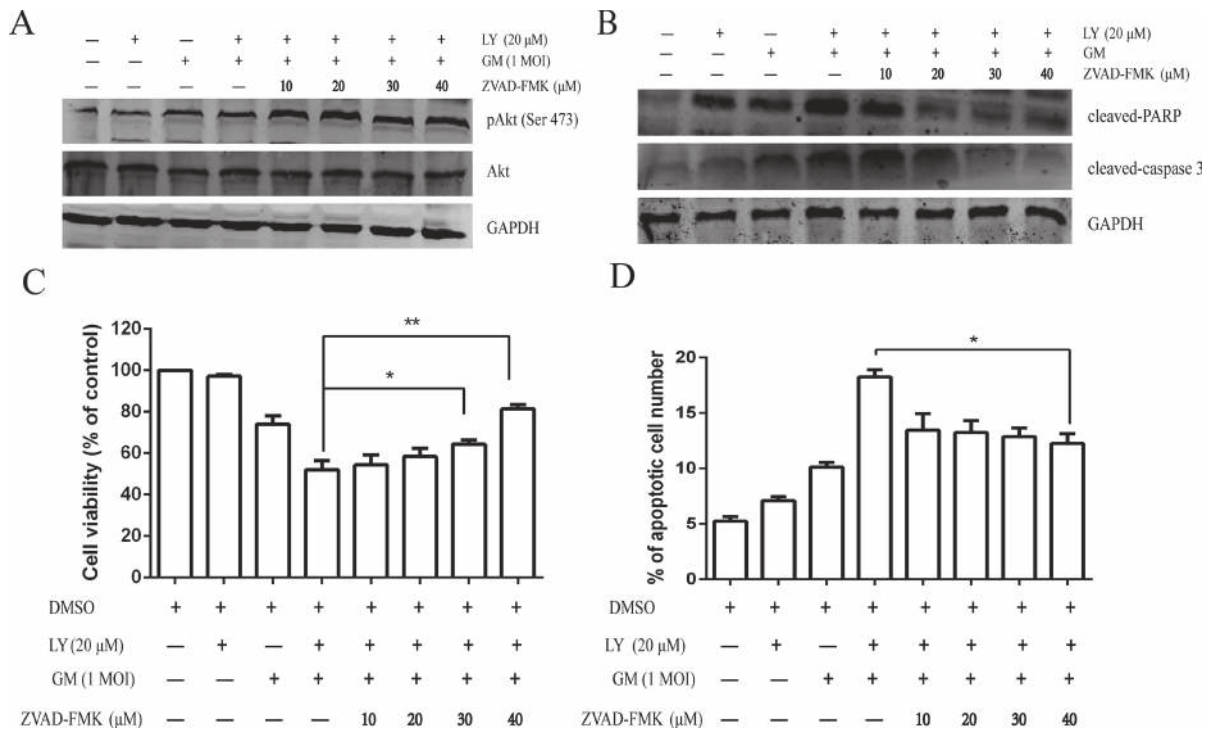 A
— + — + + + + + LY (20 μM)
— — + + + + + + GM (1 MOI)
10 20 30 40 ZVAD-FMK (μM)
pAkt (Ser 473)
Akt
GAPDH
B
— + — + + + + + LY (20 μM)
— — + + + + + + GM
— — — — 10 20 30 40 ZVAD-FMK (μM)
cleaved-PARP
cleaved-caspase 3
GAPDH
C
Cell viability (% of control)
120
100
80
60
40
20
0
**
*
DMSO + + + + + + + +
LY (20 μM) — + — + + + + +
GM (1 MOI) — — + + + + + +
ZVAD-FMK (μM) — — — — 10 20 30 40
D
% of apoptotic cell number
20
15
10
5
0
*
DMSO + + + + + + + +
LY (20 μM) — + — + + + + +
GM (1 MOI) — — + + + + + +
ZVAD-FMK (μM) — — — — 10 20 30 40